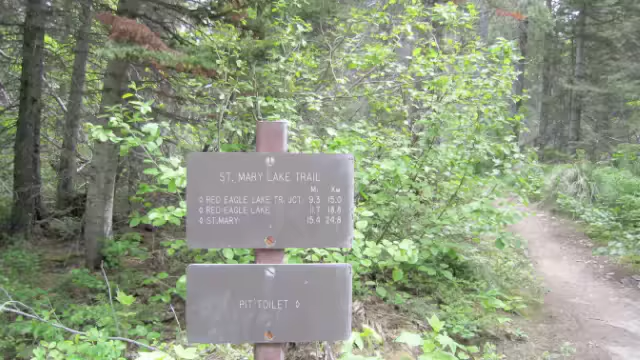 ST. MARY LAKE TRAIL
MI KM
◊ RED EAGLE LAKE TR. JCT. 9.3 15.0
◊ RED EAGLE LAKE 11.7 18.8
◊ ST. MARY 15.4 24.8
PIT TOILET ◊